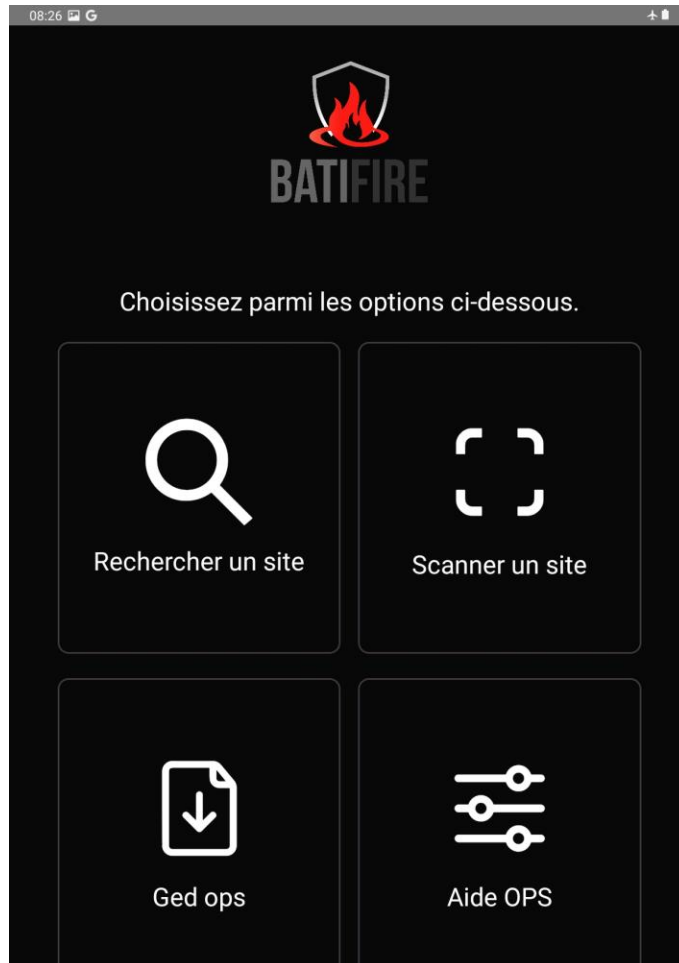 08:26 G
BATIFIRE
Choisissez parmi les options ci-dessous.
Rechercher un site
Scanner un site
Ged ops
Aide OPS